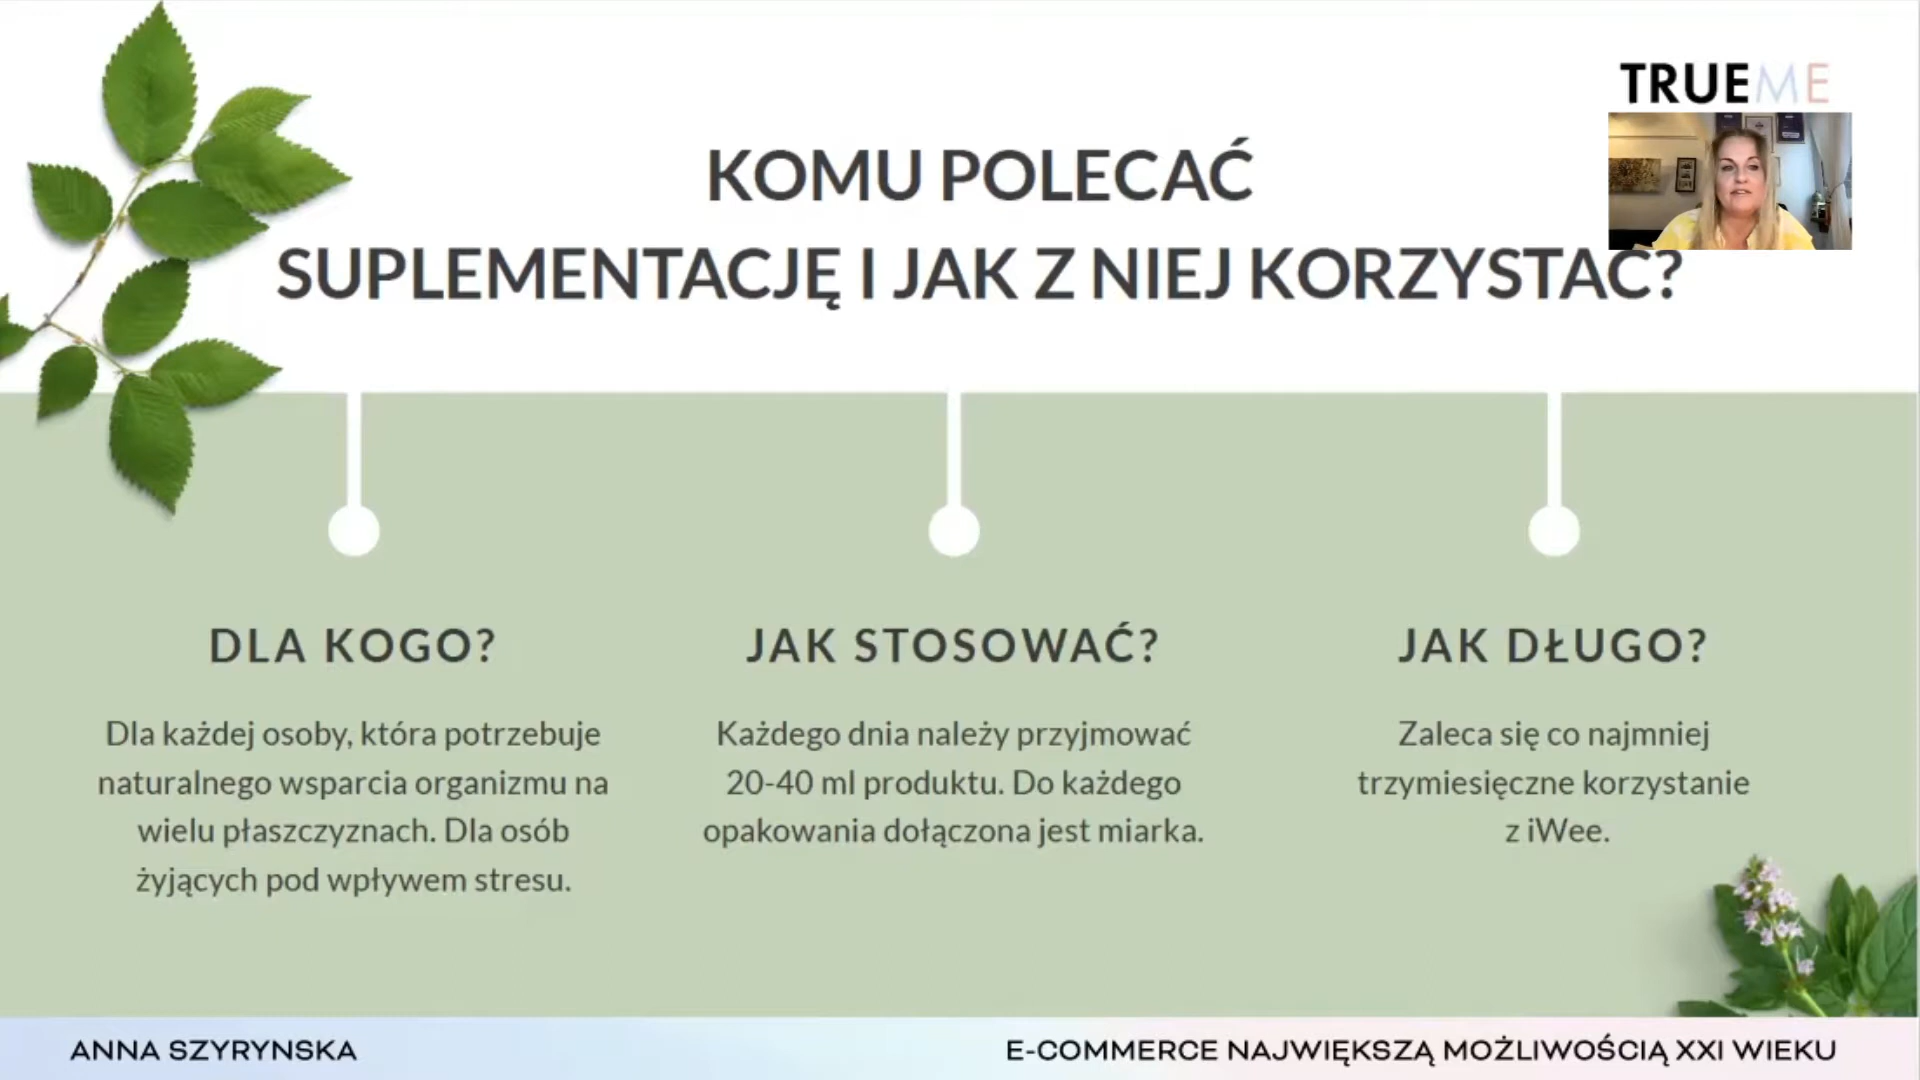 TRUEME
KOMU POLECAĆ
SUPLEMENTACJĘ I JAK Z NIEJ KORZYSTAĆ?
DLA KOGO?
Dla każdej osoby, która potrzebuje
naturalnego wsparcia organizmu na
wielu płaszczyznach. Dla osób
żyjących pod wpływem stresu.
JAK STOSOWAĆ?
Każdego dnia należy przyjmować
20-40 ml produktu. Do każdego
opakowania dołączona jest miarka.
JAK DŁUGO?
Zaleca się co najmniej
trzymiesięczne korzystanie
z iWee.
ANNA SZYRYNSKA
E-COMMERCE NAJWIĘKSZĄ MOŻLIWOŚCIĄ XXI WIEKU